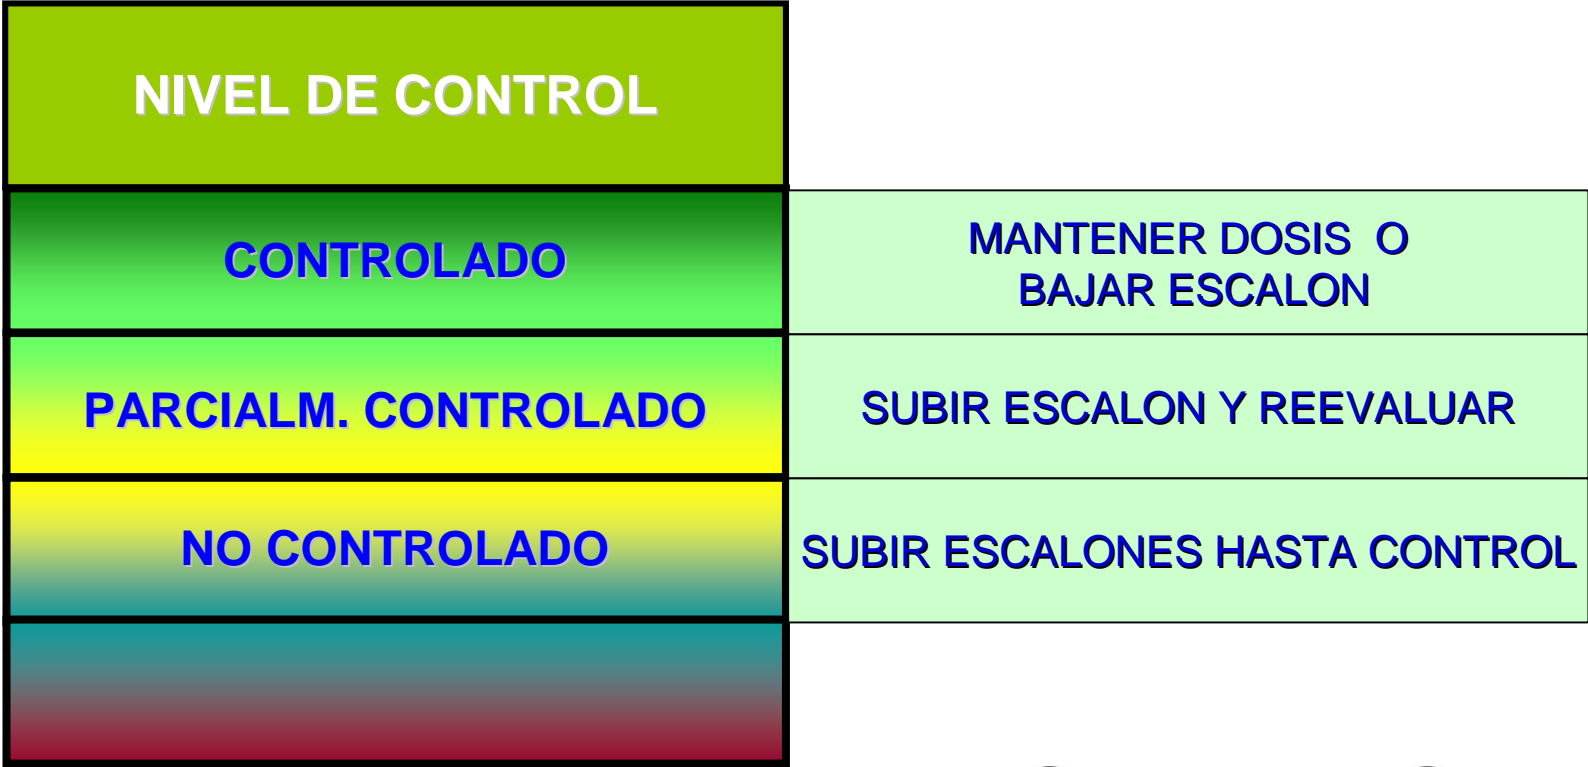 NIVEL DE CONTROL
CONTROLADO
MANTENER DOSIS O
BAJAR ESCALON
PARCIALM. CONTROLADO
SUBIR ESCALON Y REEVALUAR
NO CONTROLADO
SUBIR ESCALONES HASTA CONTROL